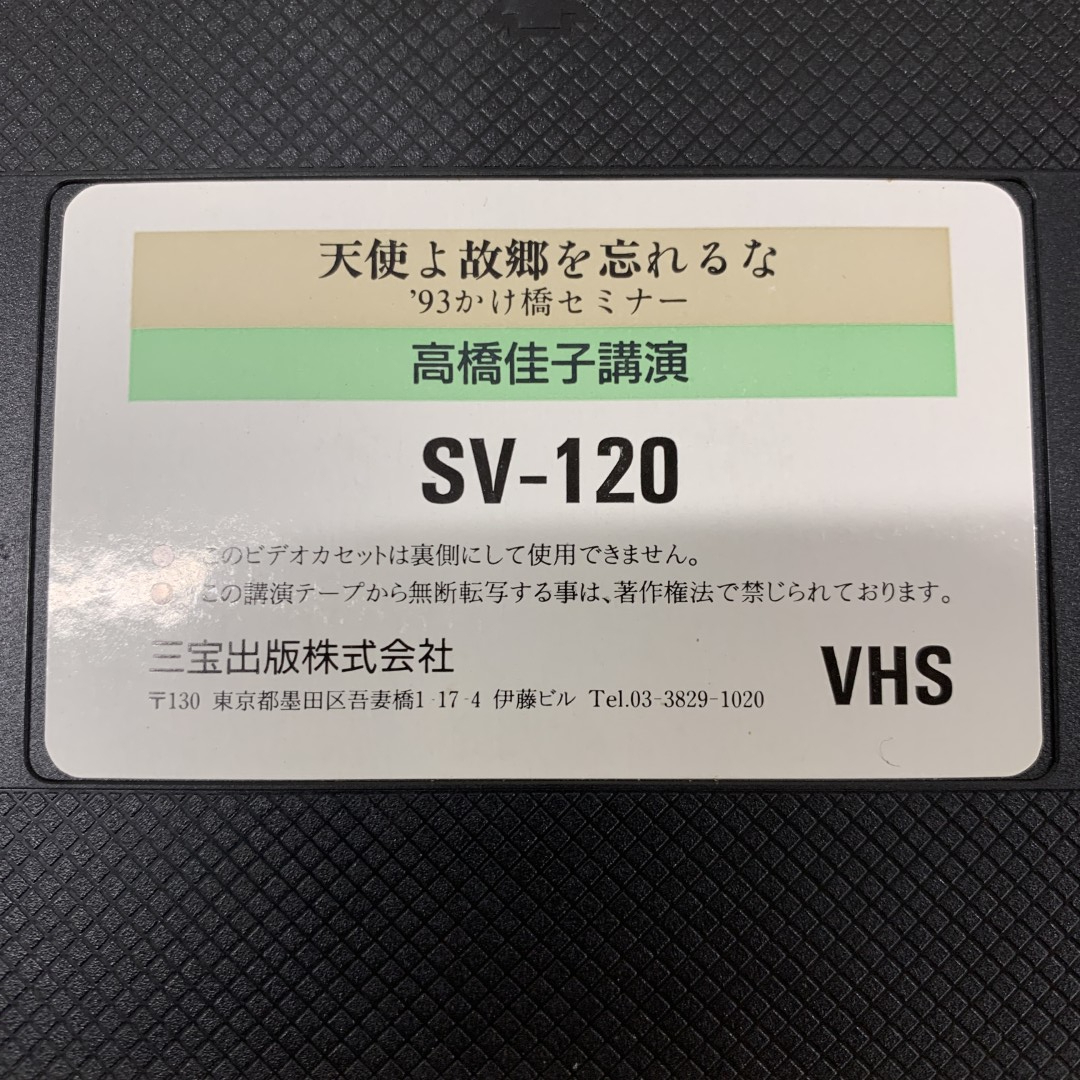 天使よ故郷を忘れるな
’93かけ橋セミナー
高橋佳子講演
SV-120
このビデオカセットは裏側にして使用できません。
この講演テープから無断転写する事は、著作権法で禁じられております。
三宝出版株式会社
〒130 東京都墨田区吾妻橋1-17-4 伊藤ビル Tel.03-3829-1020
VHS